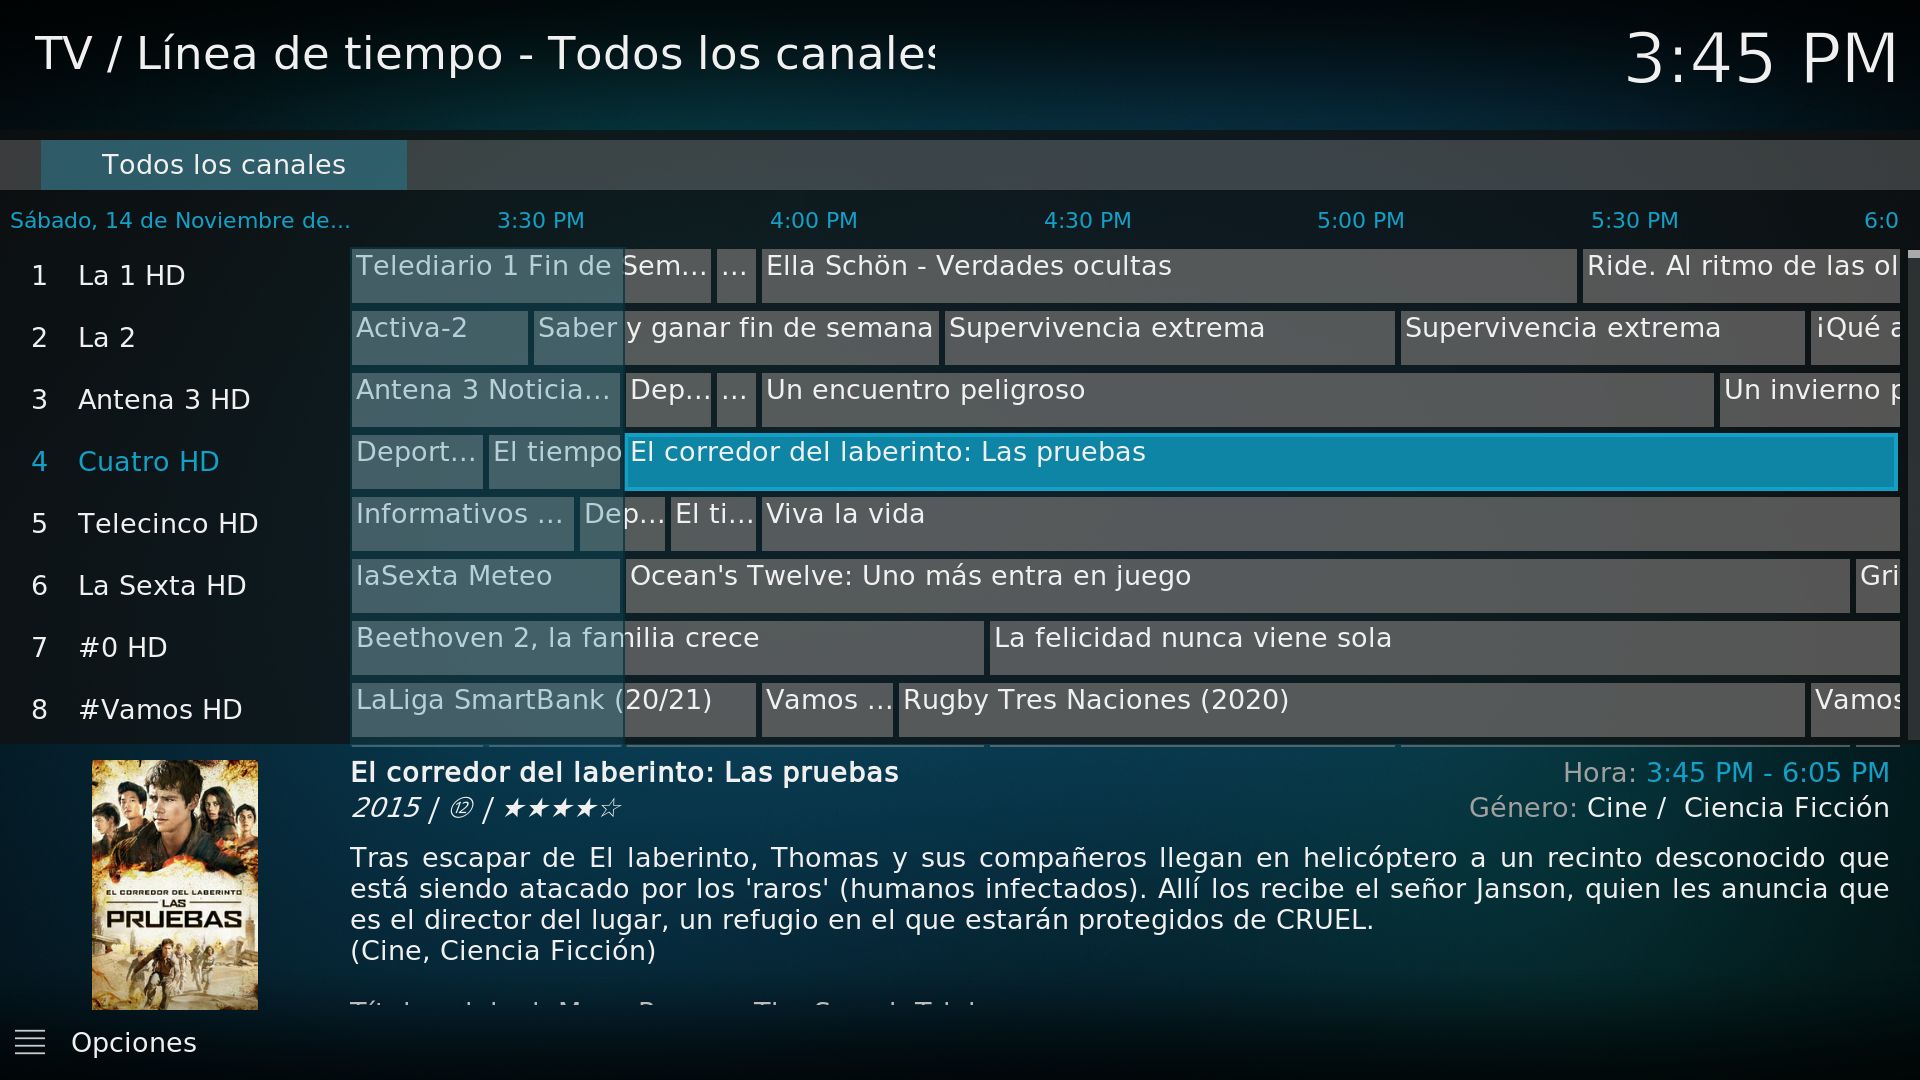 TV / Línea de tiempo - Todos los canales
3:45 PM
Todos los canales
Sábado, 14 de Noviembre de... 3:30 PM 4:00 PM 4:30 PM 5:00 PM 5:30 PM 6:0
1 La 1 HD Telediario 1 Fin de Sem... ... Ella Schön - Verdades ocultas Ride. Al ritmo de las ol
2 La 2 Activa-2 Saber y ganar fin de semana Supervivencia extrema Supervivencia extrema ¡Qué a
3 Antena 3 HD Antena 3 Noticia... Dep... ... Un encuentro peligroso Un invierno p
4 Cuatro HD Deport... El tiempo El corredor del laberinto: Las pruebas
5 Telecinco HD Informativos ... Dep... El ti... Viva la vida
6 La Sexta HD laSexta Meteo Ocean's Twelve: Uno más entra en juego Gri
7 #0 HD Beethoven 2, la familia crece La felicidad nunca viene sola
8 #Vamos HD LaLiga SmartBank (20/21) Vamos ... Rugby Tres Naciones (2020) Vamos
EL CORREDOR DEL LABERINTO
LAS
PRUEBAS
El corredor del laberinto: Las pruebas Hora: 3:45 PM - 6:05 PM
2015 | ⑫ | ★★★★☆ Género: Cine / Ciencia Ficción
Tras escapar de El laberinto, Thomas y sus compañeros llegan en helicóptero a un recinto desconocido que
está siendo atacado por los 'raros' (humanos infectados). Allí los recibe el señor Janson, quien les anuncia que
es el director del lugar, un refugio en el que estarán protegidos de CRUEL.
(Cine, Ciencia Ficción)
Opciones